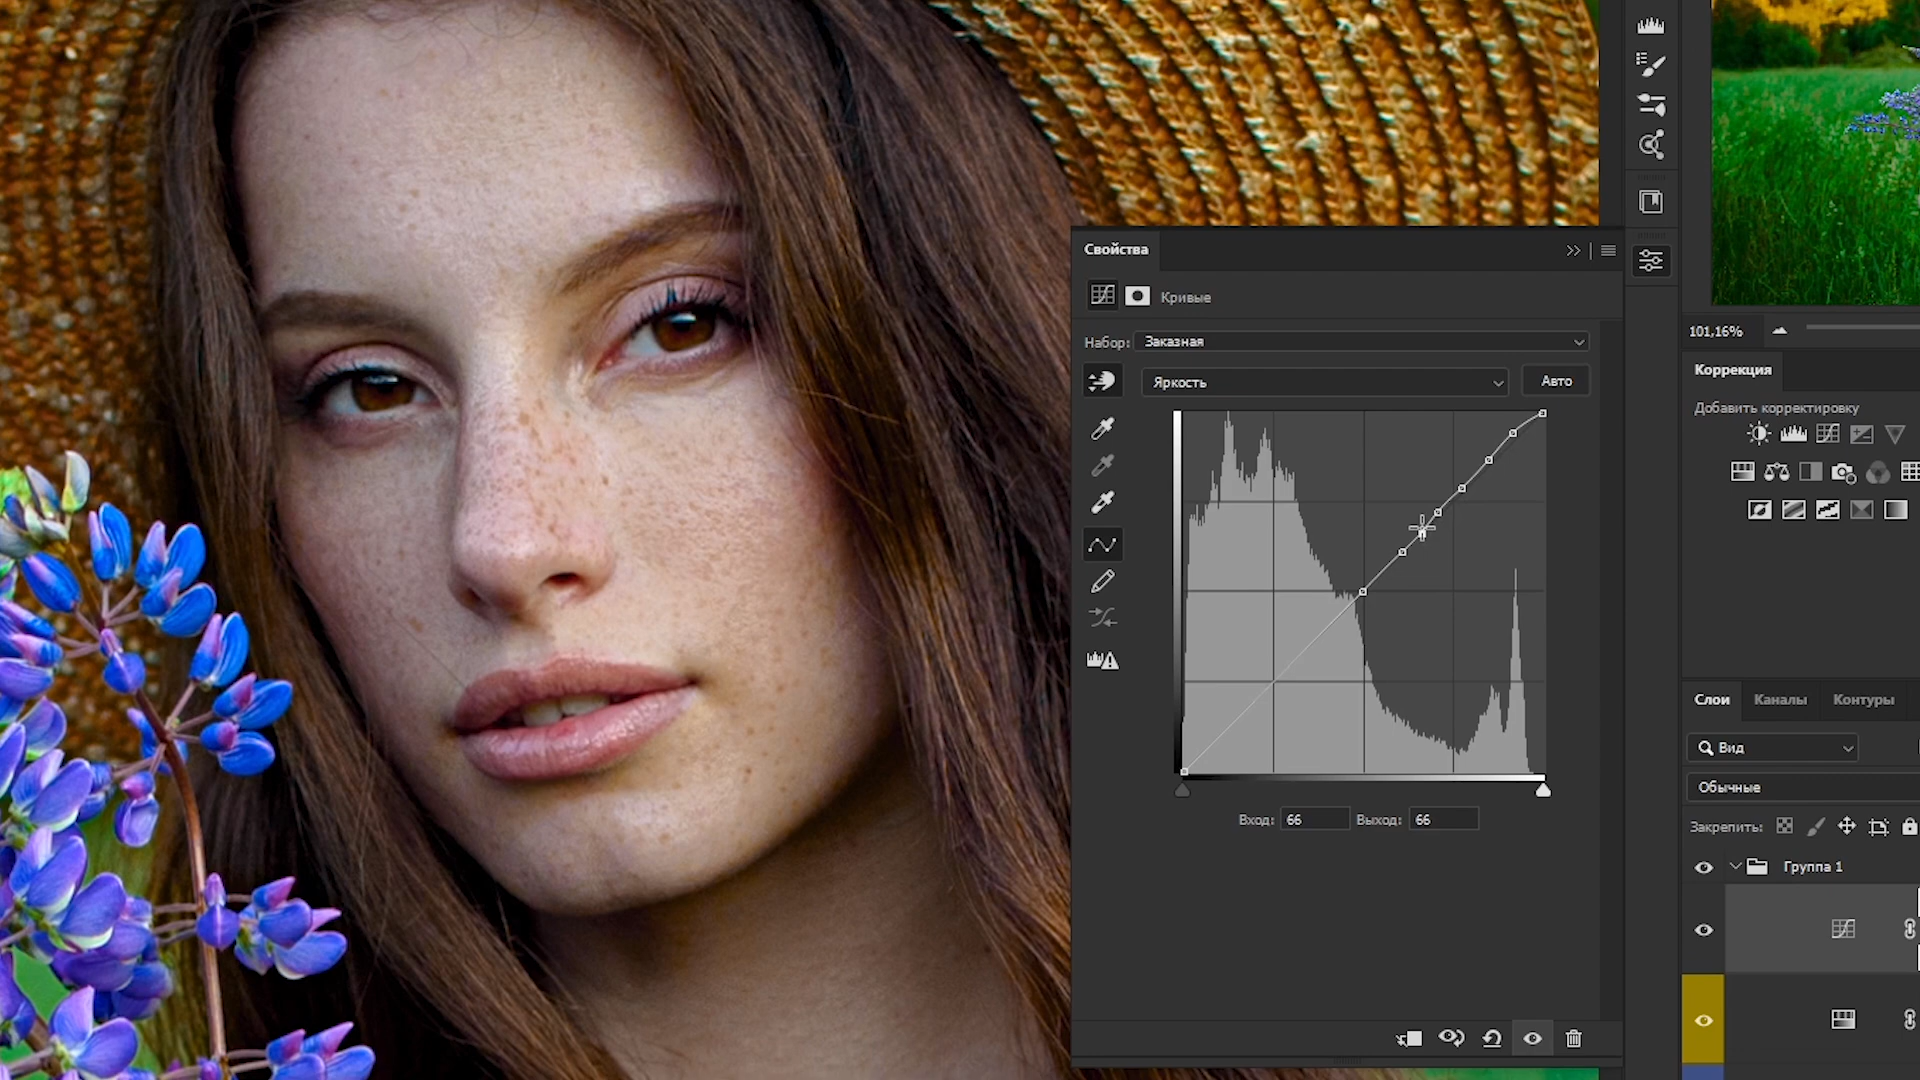 Свойства
Кривые
Набор: Заказная
Яркость
Авто
Вход: 66 Выход: 66
101,16%
Коррекция
Добавить корректировку
Слои Каналы Контуры
Вид
Обычные
Закрепить:
Группа 1